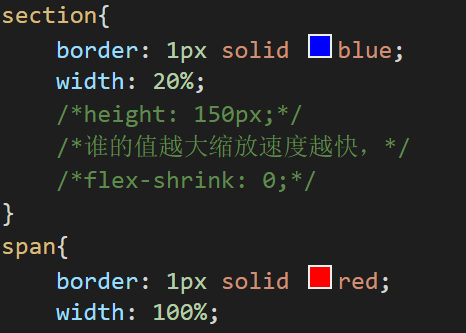 section{
    border: 1px solid blue;
    width: 20%;
    /*height: 150px;*/
    /*谁的值越大缩放速度越快，*/
    /*flex-shrink: 0;*/
}
span{
    border: 1px solid red;
    width: 100%;